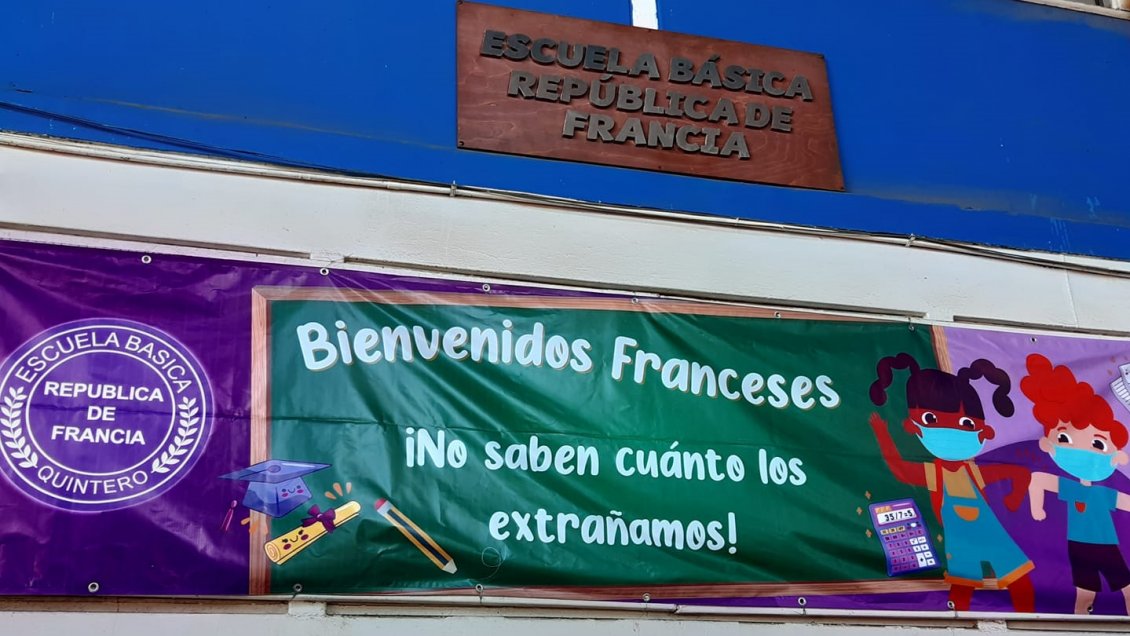 ESCUELA BÁSICA
REPÚBLICA DE
FRANCIA
ESCUELA BASICA
REPUBLICA
DE
FRANCIA
QUINTERO
Bienvenidos Franceses
¡No saben cuánto los
extrañamos!